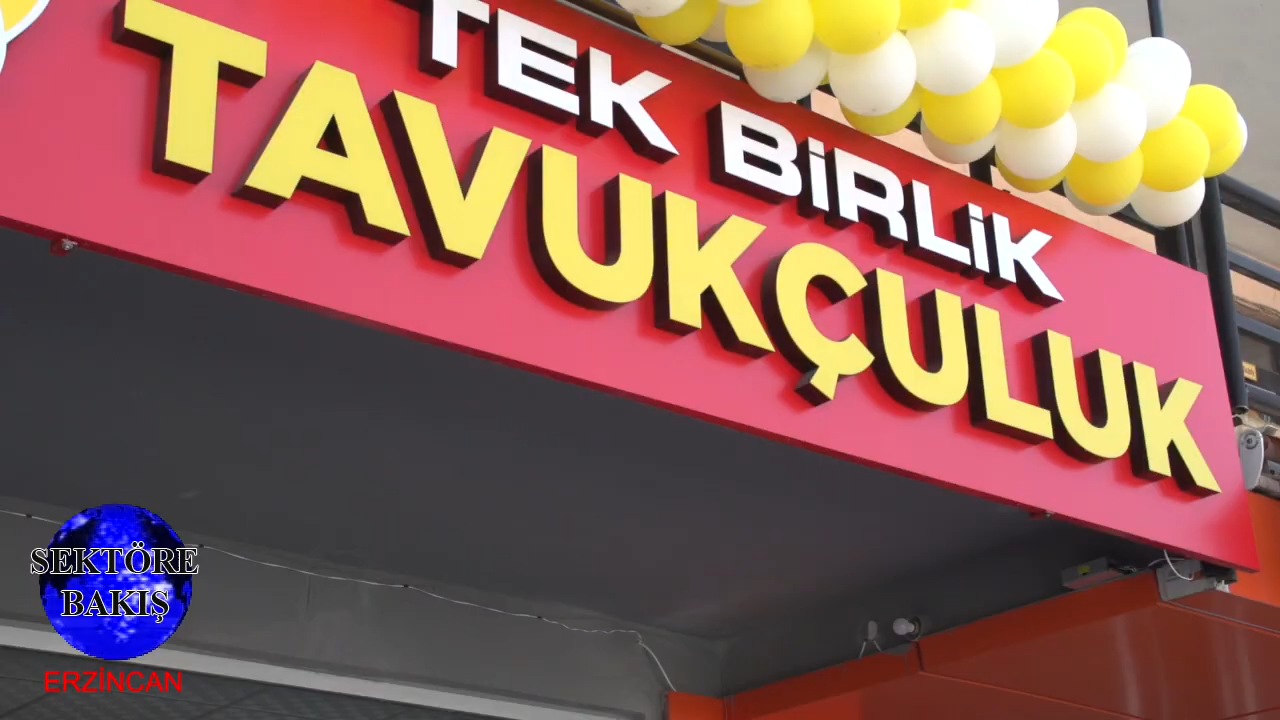 TEK BİRLİK
TAVUKÇULUK
SEKTÖRE
BAKIŞ
ERZİNCAN